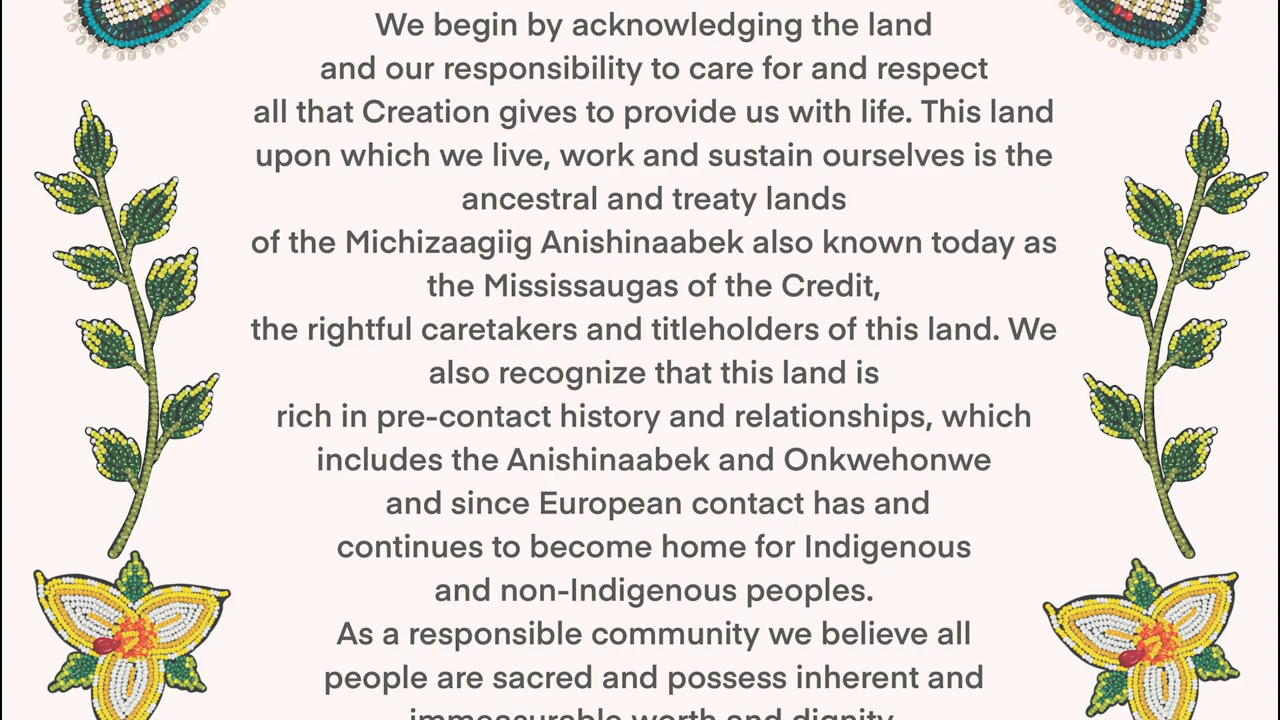 We begin by acknowledging the land
and our responsibility to care for and respect
all that Creation gives to provide us with life. This land
upon which we live, work and sustain ourselves is the
ancestral and treaty lands
of the Michizaagiig Anishinaabek also known today as
the Mississaugas of the Credit,
the rightful caretakers and titleholders of this land. We
also recognize that this land is
rich in pre-contact history and relationships, which
includes the Anishinaabek and Onkwehonwe
and since European contact has and
continues to become home for Indigenous
and non-Indigenous peoples.
As a responsible community we believe all
people are sacred and possess inherent and
immeasurable worth and dignity